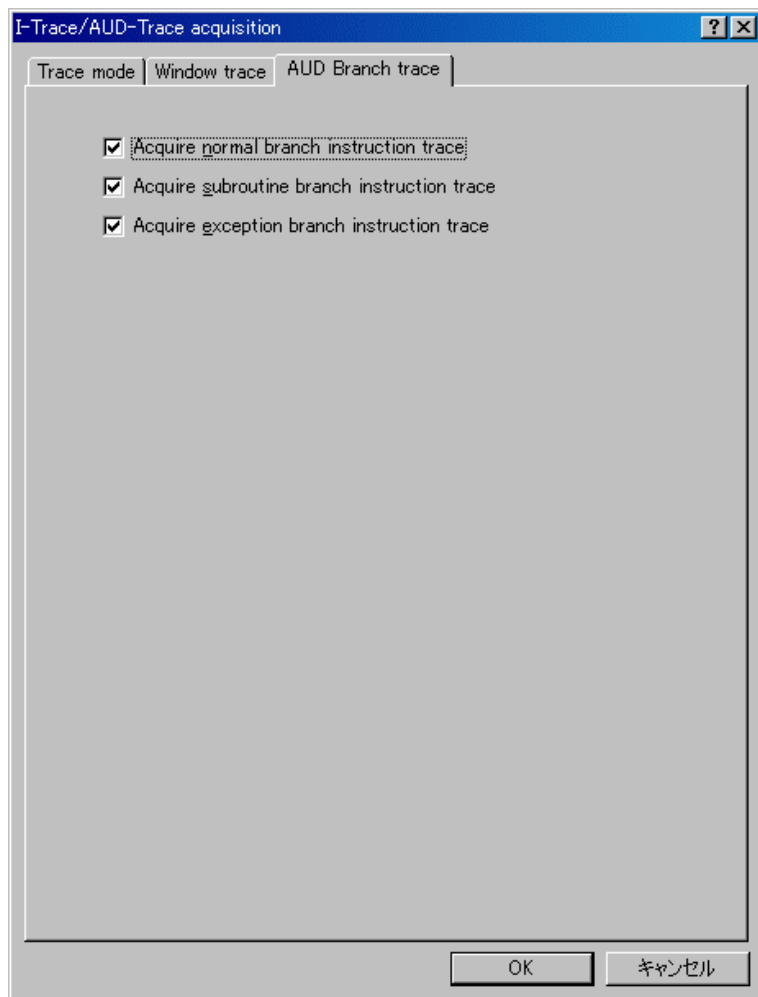 I-Trace/AUD-Trace acquisition
Trace mode Window trace AUD Branch trace
Acquire normal branch instruction trace
Acquire subroutine branch instruction trace
Acquire exception branch instruction trace
OK キャンセル